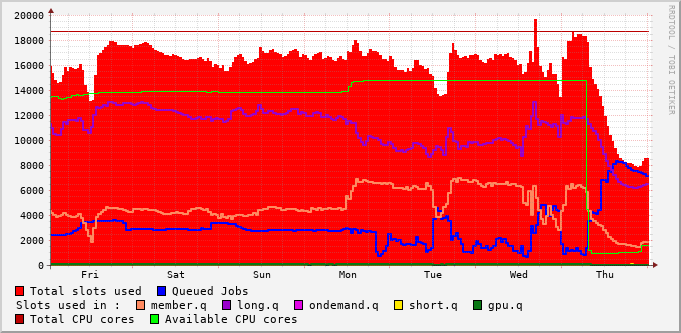 RRDTOOL / TOBI OETIKER
20000
18000
16000
14000
12000
10000
8000
6000
4000
2000
0
Fri Sat Sun Mon Tue Wed Thu
Total slots used Queued Jobs
Slots used in : member.q long.q ondemand.q short.q gpu.q
Total CPU cores Available CPU cores